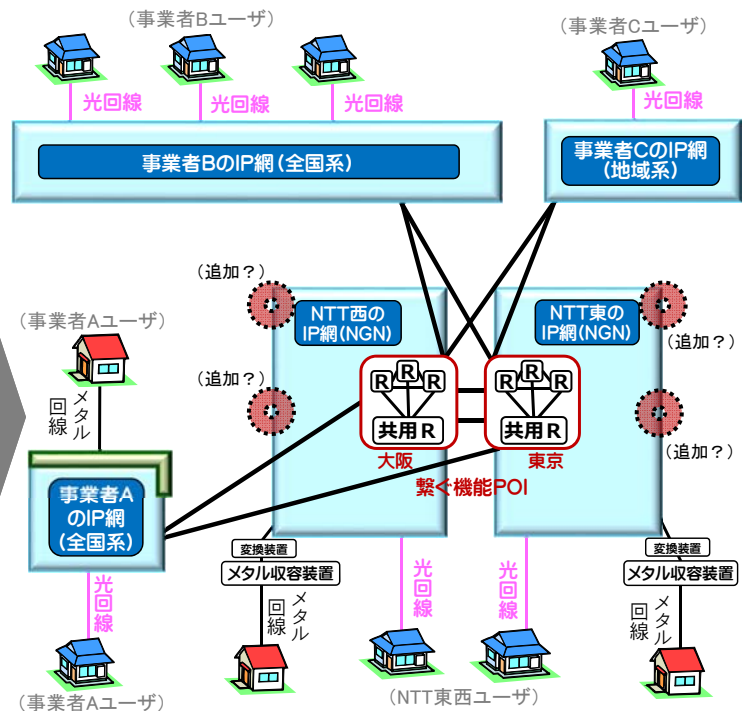 (事業者Bユーザ)
(事業者Cユーザ)
光回線
光回線
光回線
光回線
事業者BのIP網(全国系)
事業者CのIP網
(地域系)
(追加?)
NTT西の
IP網(NGN)
NTT東の
IP網(NGN)
(事業者Aユーザ)
(追加?)
(追加?)
R
R
R
R
R
R
メタル
回線
共用R
共用R
(追加?)
大阪
東京
繋ぐ機能POI
事業者A
のIP網
(全国系)
変換装置
メタル収容装置
変換装置
メタル収容装置
光回線
光回線
光回線
メタル
回線
メタル
回線
(事業者Aユーザ)
(NTT東西ユーザ)